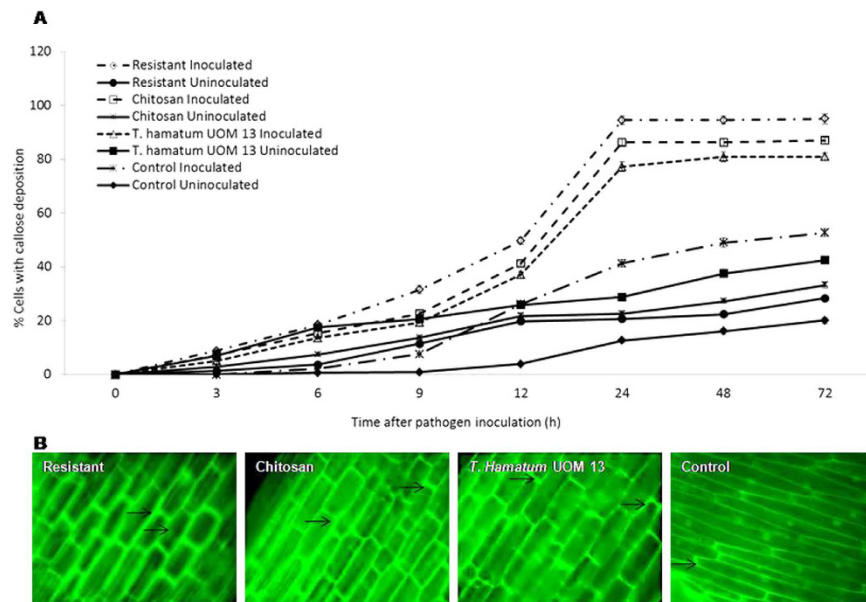 A
120
100
80
60
40
20
0
% Cells with callose deposition
Resistant Inoculated
Resistant Uninoculated
Chitosan Inoculated
Chitosan Uninoculated
T. hamatum UOM 13 Inoculated
T. hamatum UOM 13 Uninoculated
Control Inoculated
Control Uninoculated
0 3 6 9 12 24 48 72
Time after pathogen inoculation (h)
B
Resistant
Chitosan
T. Hamatum UOM 13
Control